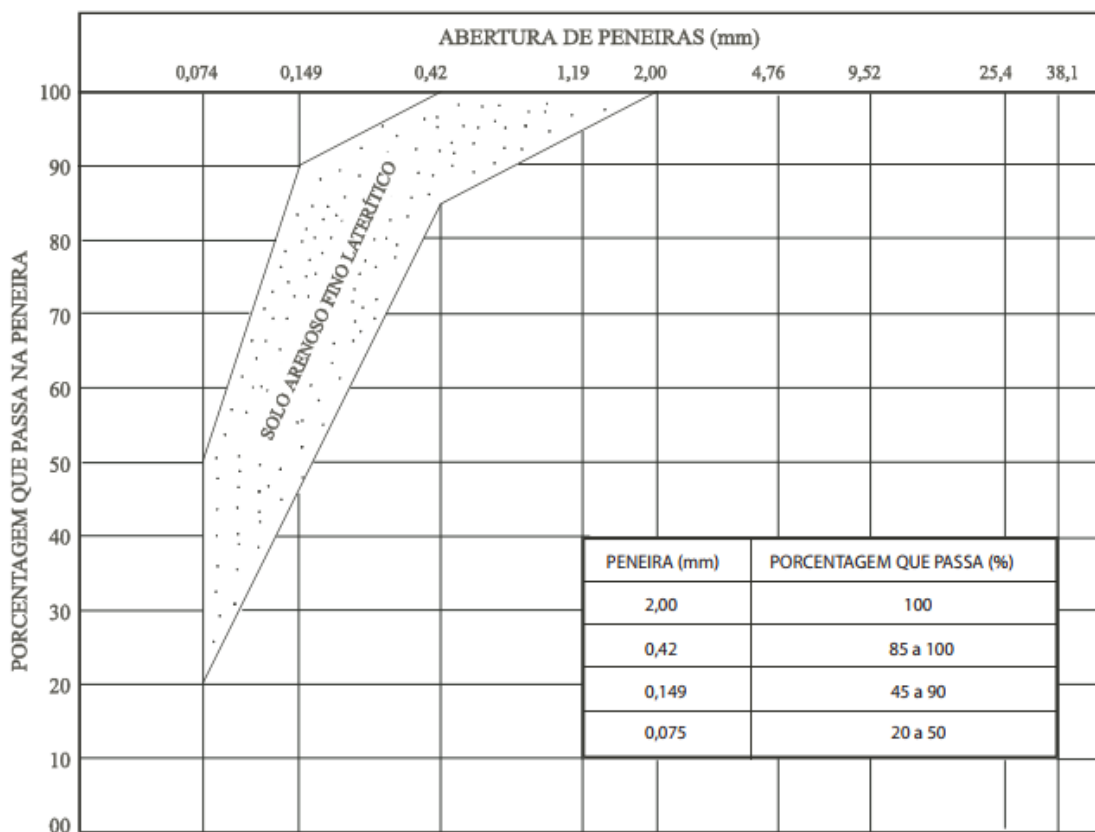 ABERTURA DE PENEIRAS (mm)
0,074 0,149 0,42 1,19 2,00 4,76 9,52 25,4 38,1
100
90
80
70
60
50
40
30
20
10
00
PORCENTAGEM QUE PASSA NA PENEIRA
SOLO ARENOSO FINO LATERÍTICO
PENEIRA (mm) PORCENTAGEM QUE PASSA (%)
2,00 100
0,42 85 a 100
0,149 45 a 90
0,075 20 a 50